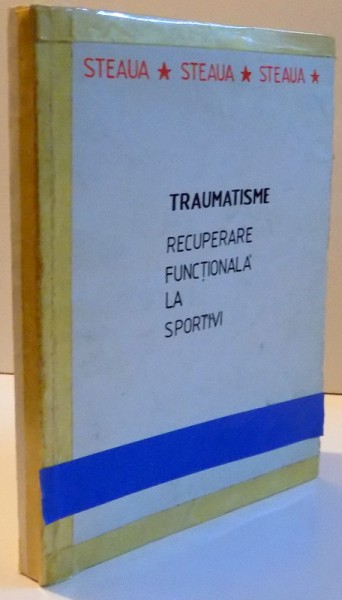 STEAUA ★ STEAUA ★ STEAUA ★
TRAUMATISME
RECUPERARE
FUNCȚIONALĂ
LA
SPORTIVI